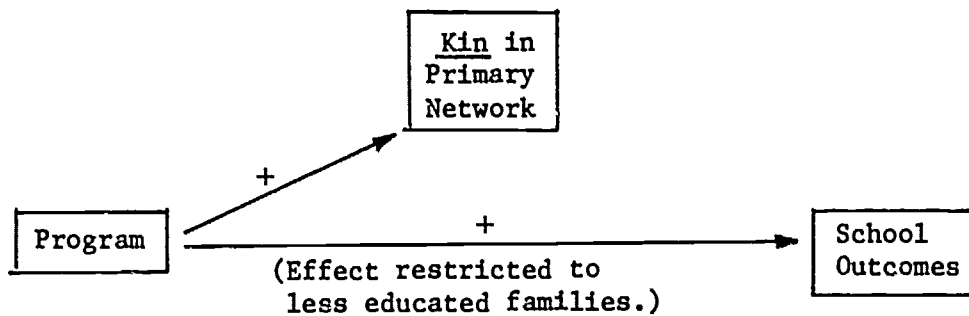 Kin in
Primary
Network
+
+
Program
School
Outcomes
(Effect restricted to
less educated families.)